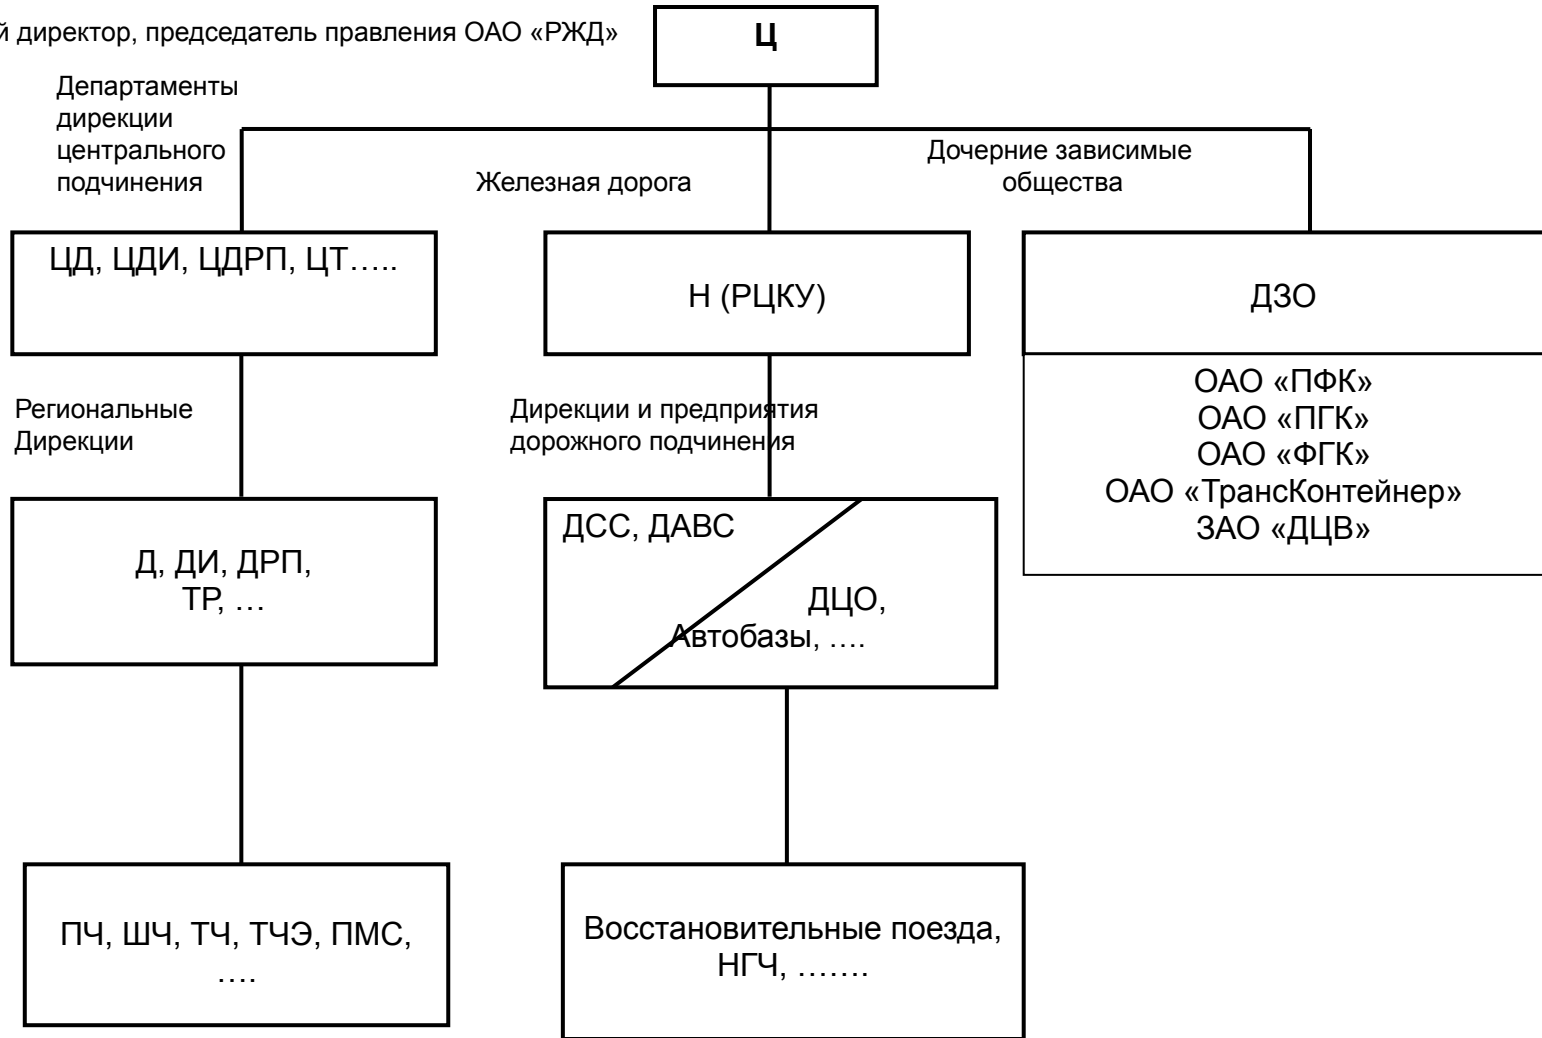 й директор, председатель правления ОАО «РЖД»
Ц
Департаменты
дирекции
центрального
подчинения
Железная дорога
Дочерние зависимые
общества
ЦД, ЦДИ, ЦДРП, ЦТ…..
Н (РЦКУ)
ДЗО
ОАО «ПФК»
ОАО «ПГК»
ОАО «ФГК»
ОАО «ТрансКонтейнер»
ЗАО «ДЦВ»
Региональные
Дирекции
Дирекции и предприятия
дорожного подчинения
Д, ДИ, ДРП,
ТР, …
ДСС, ДАВС
ДЦО,
Автобазы, ….
ПЧ, ШЧ, ТЧ, ТЧЭ, ПМС,
….
Восстановительные поезда,
НГЧ, …….